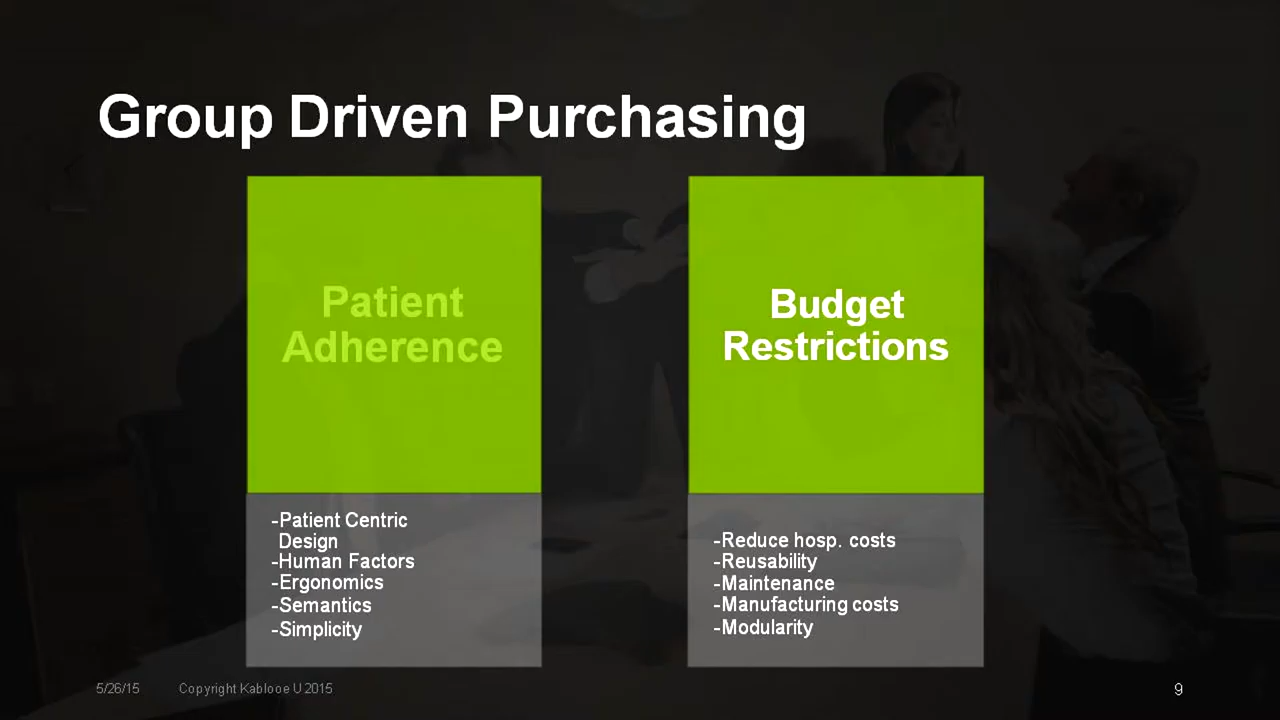 Group Driven Purchasing
Patient
Adherence
-Patient Centric
Design
-Human Factors
-Ergonomics
-Semantics
-Simplicity
Budget
Restrictions
-Reduce hosp. costs
-Reusability
-Maintenance
-Manufacturing costs
-Modularity
5/26/15 Copyright Kablooe U 2015 9